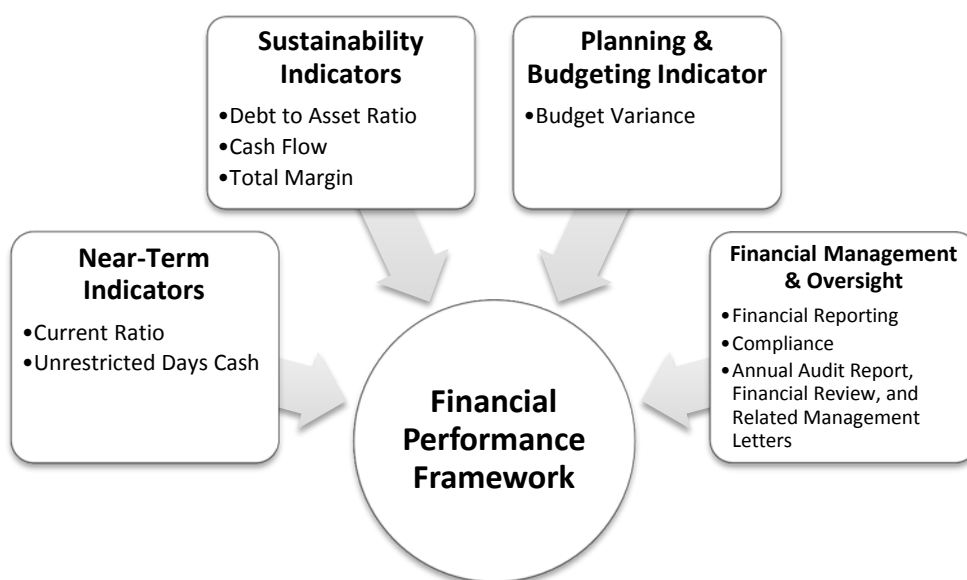 Sustainability
Indicators
•Debt to Asset Ratio
•Cash Flow
•Total Margin
Planning &
Budgeting Indicator
•Budget Variance
Near-Term
Indicators
•Current Ratio
•Unrestricted Days Cash
Financial Management
& Oversight
•Financial Reporting
•Compliance
•Annual Audit Report,
Financial Review, and
Related Management
Letters
Financial
Performance
Framework